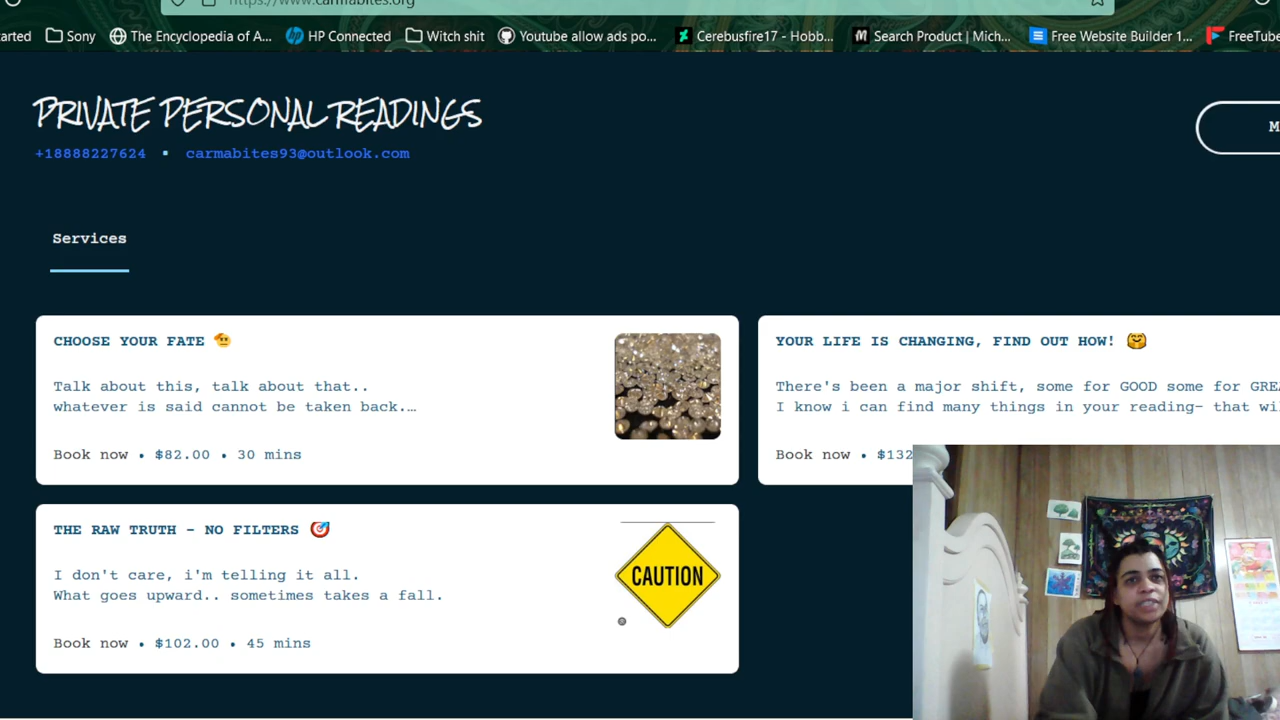 https://www.carmabites.org
Sony
The Encyclopedia of A...
HP Connected
Witch shit
Youtube allow ads po...
Cerebusfire17 - Hobb...
Search Product | Mich...
Free Website Builder 1...
FreeTube
PRIVATE PERSONAL READINGS
+18888227624 ▪ carmabites93@outlook.com
Services
CHOOSE YOUR FATE 🫡
Talk about this, talk about that..
whatever is said cannot be taken back.…
Book now • $82.00 • 30 mins
YOUR LIFE IS CHANGING, FIND OUT HOW! 🤗
There's been a major shift, some for GOOD some for
I know i can find many things in your reading- that
Book now • $132
THE RAW TRUTH - NO FILTERS 🎯
I don't care, i'm telling it all.
What goes upward.. sometimes takes a fall.
Book now • $102.00 • 45 mins
CAUTION